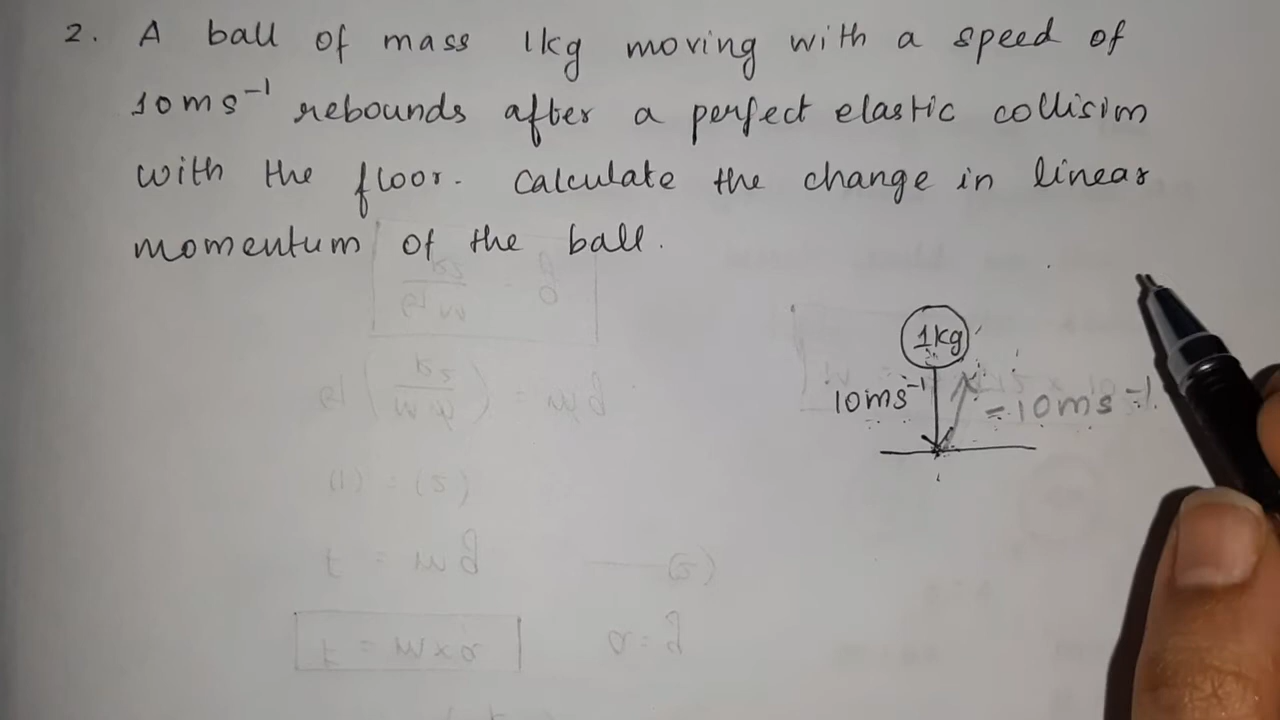 2. A ball of mass 1kg moving with a speed of
10ms⁻¹ rebounds after a perfect elastic collision
with the floor. Calculate the change in linear
momentum of the ball.
1kg
10ms⁻¹
= 10ms⁻¹